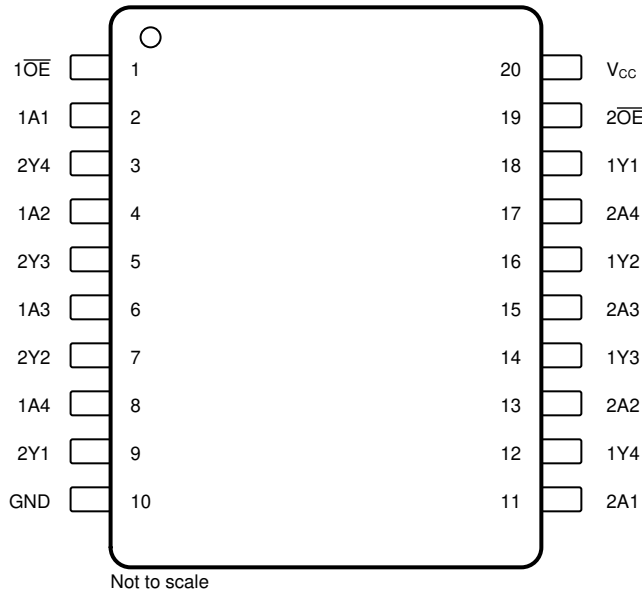 1O̅E̅ 1 20 VCC
1A1 2 19 2O̅E̅
2Y4 3 18 1Y1
1A2 4 17 2A4
2Y3 5 16 1Y2
1A3 6 15 2A3
2Y2 7 14 1Y3
1A4 8 13 2A2
2Y1 9 12 1Y4
GND 10 11 2A1
Not to scale